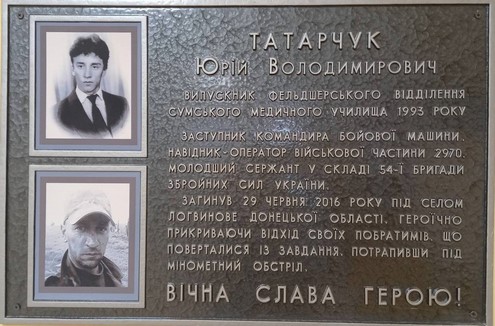 ТАТАРЧУК
ЮРІЙ ВОЛОДИМИРОВИЧ
ВИПУСКНИК ФЕЛЬДШЕРСЬКОГО ВІДДІЛЕННЯ
СУМСЬКОГО МЕДИЧНОГО УЧИЛИЩА 1993 РОКУ
ЗАСТУПНИК КОМАНДИРА БОЙОВОЇ МАШИНИ,
НАВІДНИК-ОПЕРАТОР ВІЙСЬКОВОЇ ЧАСТИНИ 2970,
МОЛОДШИЙ СЕРЖАНТ У СКЛАДІ 54-Ї БРИГАДИ
ЗБРОЙНИХ СИЛ УКРАЇНИ.
ЗАГИНУВ 29 ЧЕРВНЯ 2016 РОКУ ПІД СЕЛОМ
ЛОГВИНОВЕ ДОНЕЦЬКОЇ ОБЛАСТІ, ГЕРОЇЧНО
ПРИКРИВАЮЧИ ВІДХІД СВОЇХ ПОБРАТИМІВ, ЩО
ПОВЕРТАЛИСЯ ІЗ ЗАВДАННЯ, ПОТРАПИВШИ ПІД
МІНОМЕТНИЙ ОБСТРІЛ.
ВІЧНА СЛАВА ГЕРОЮ!